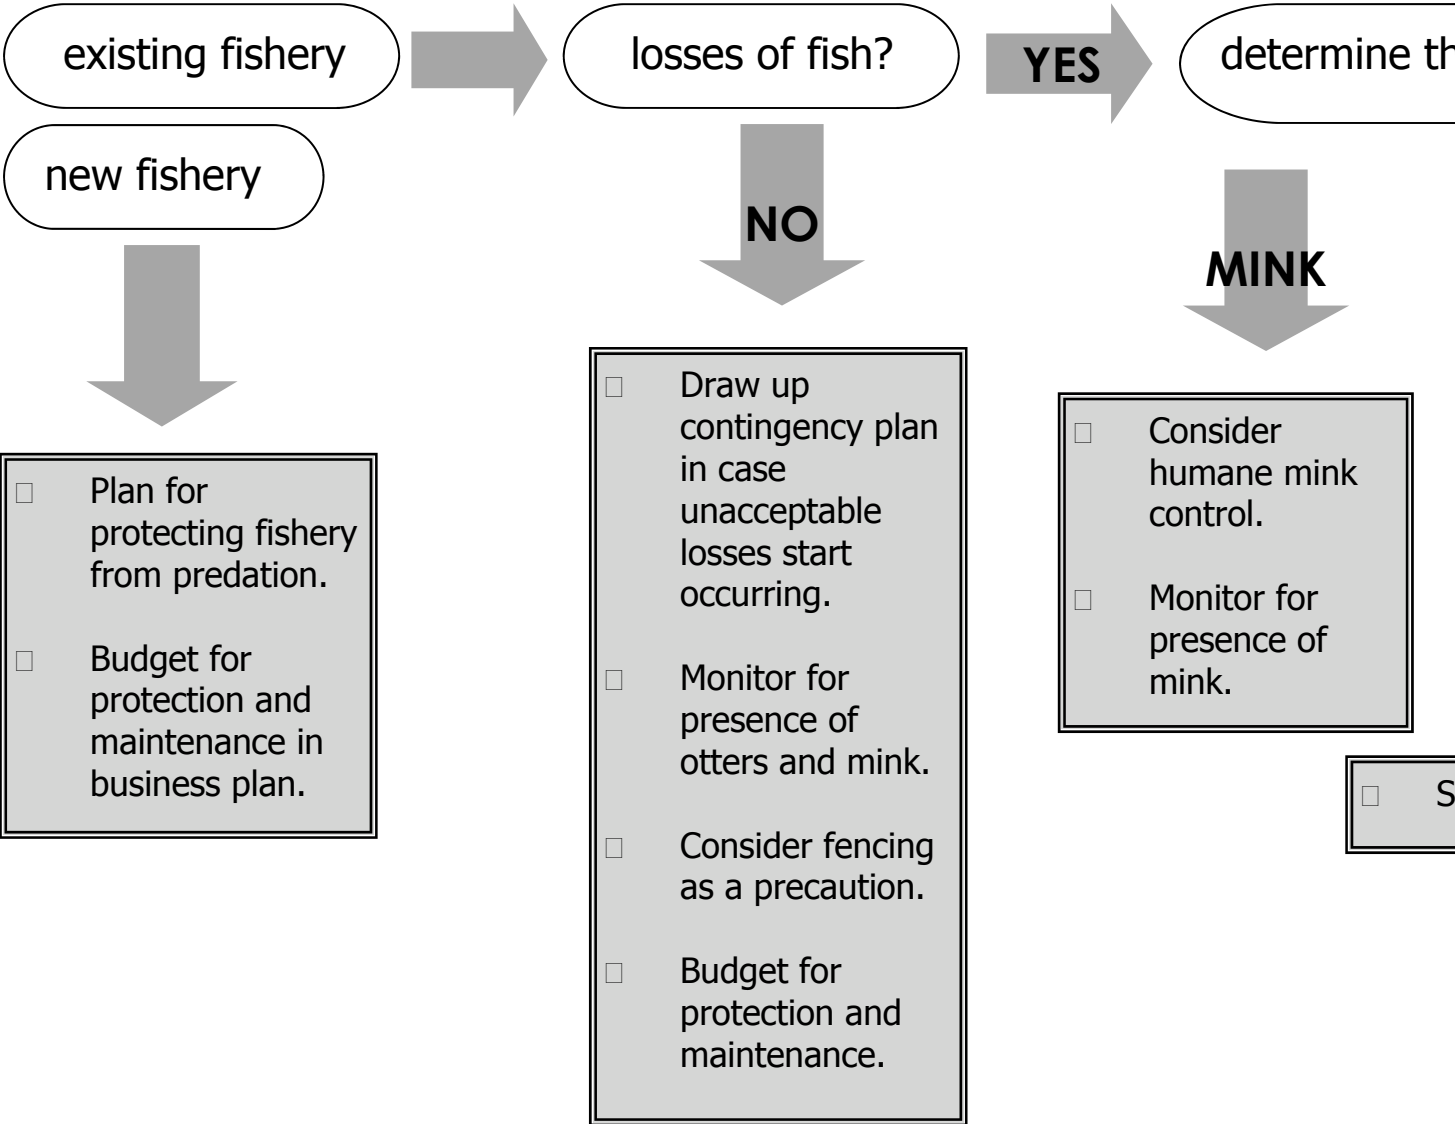 existing fishery
losses of fish?
YES
determine
new fishery
NO
MINK
Plan for
protecting fishery
from predation.
Budget for
protection and
maintenance in
business plan.
Draw up
contingency plan
in case
unacceptable
losses start
occurring.
Monitor for
presence of
otters and mink.
Consider fencing
as a precaution.
Budget for
protection and
maintenance.
Consider
humane mink
control.
Monitor for
presence of
mink.